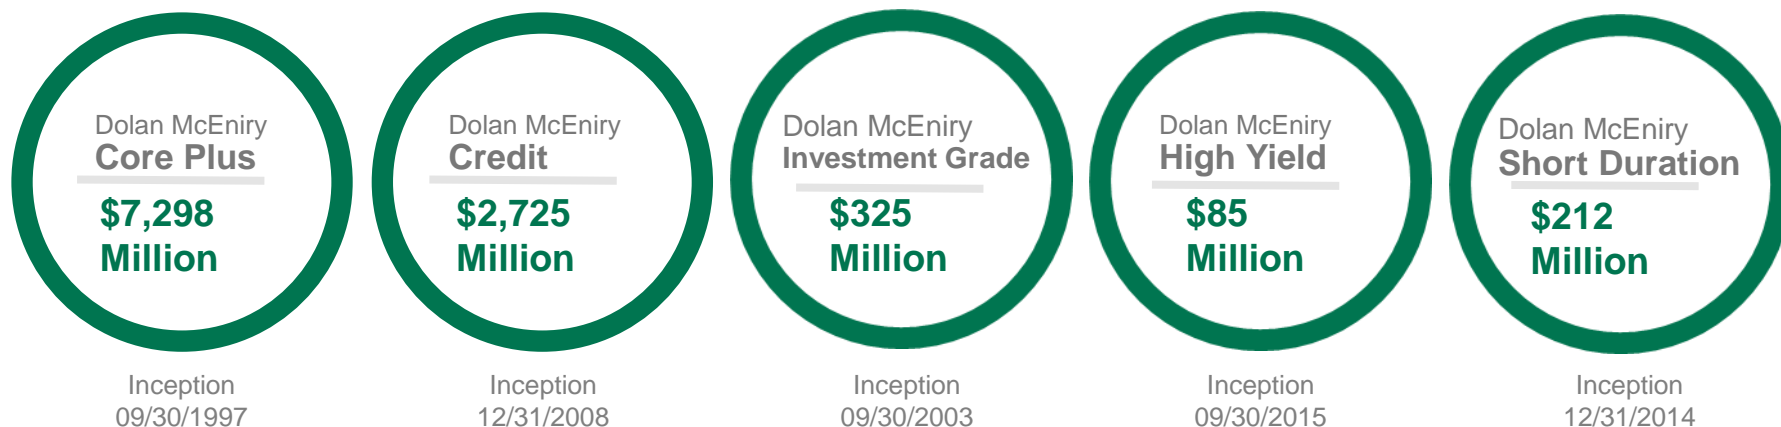 Dolan McEniry
Core Plus
$7,298
Million
Inception
09/30/1997
Dolan McEniry
Credit
$2,725
Million
Inception
12/31/2008
Dolan McEniry
Investment Grade
$325
Million
Inception
09/30/2003
Dolan McEniry
High Yield
$85
Million
Inception
09/30/2015
Dolan McEniry
Short Duration
$212
Million
Inception
12/31/2014